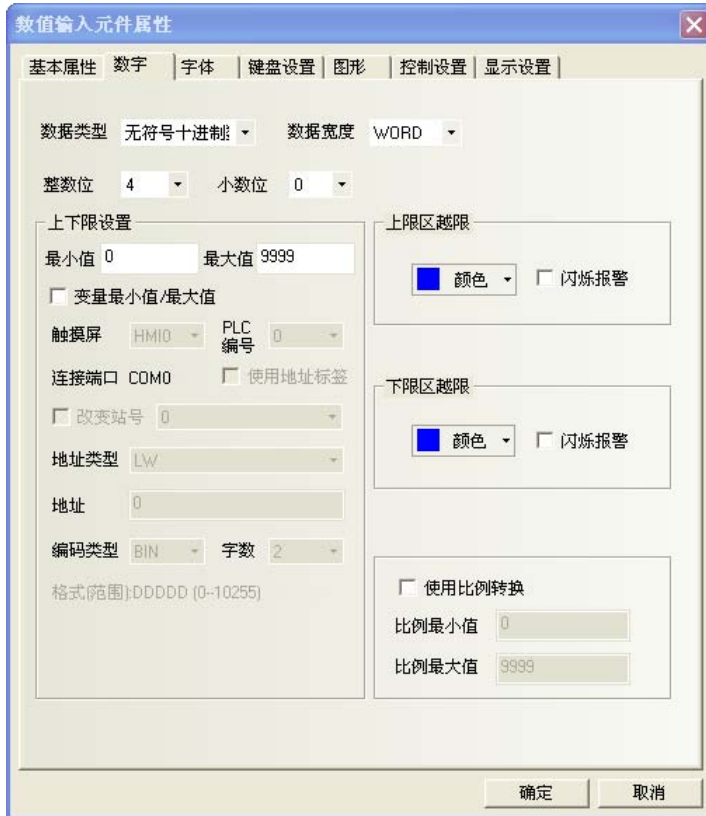 数值输入元件属性
基本属性 数字 字体 键盘设置 图形 控制设置 显示设置
数据类型 无符号十进制 数据宽度 WORD
整数位 4 小数位 0
上下限设置
最小值 0 最大值 9999
变量最小值/最大值
触摸屏 HMI0 PLC 编号 0
连接端口 COM0 使用地址标签
改变站号 0
地址类型 LW
地址 0
编码类型 BIN 字数 2
格式(范围):DDDDD (0--10255)
上限区越限
颜色 闪烁报警
下限区越限
颜色 闪烁报警
使用比例转换
比例最小值 0
比例最大值 9999
确定 取消